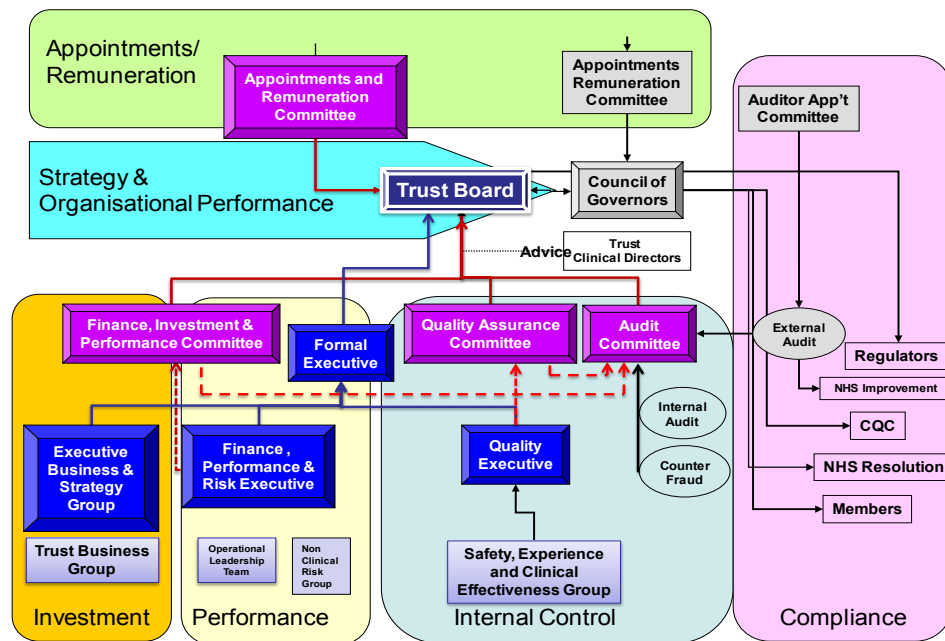 Appointments/
Remuneration
Appointments and
Remuneration
Committee
Appointments
Remuneration
Committee
Auditor App't
Committee
Strategy &
Organisational Performance
Trust Board
Council of
Governors
Advice
Trust
Clinical Directors
Finance, Investment &
Performance Committee
Formal
Executive
Quality Assurance
Committee
Audit
Committee
External
Audit
Regulators
NHS Improvement
CQC
NHS Resolution
Members
Internal
Audit
Counter
Fraud
Executive
Business &
Strategy
Group
Finance ,
Performance &
Risk Executive
Quality
Executive
Trust Business
Group
Operational
Leadership
Team
Non
Clinical
Risk
Group
Safety, Experience
and Clinical
Effectiveness Group
Investment
Performance
Internal Control
Compliance